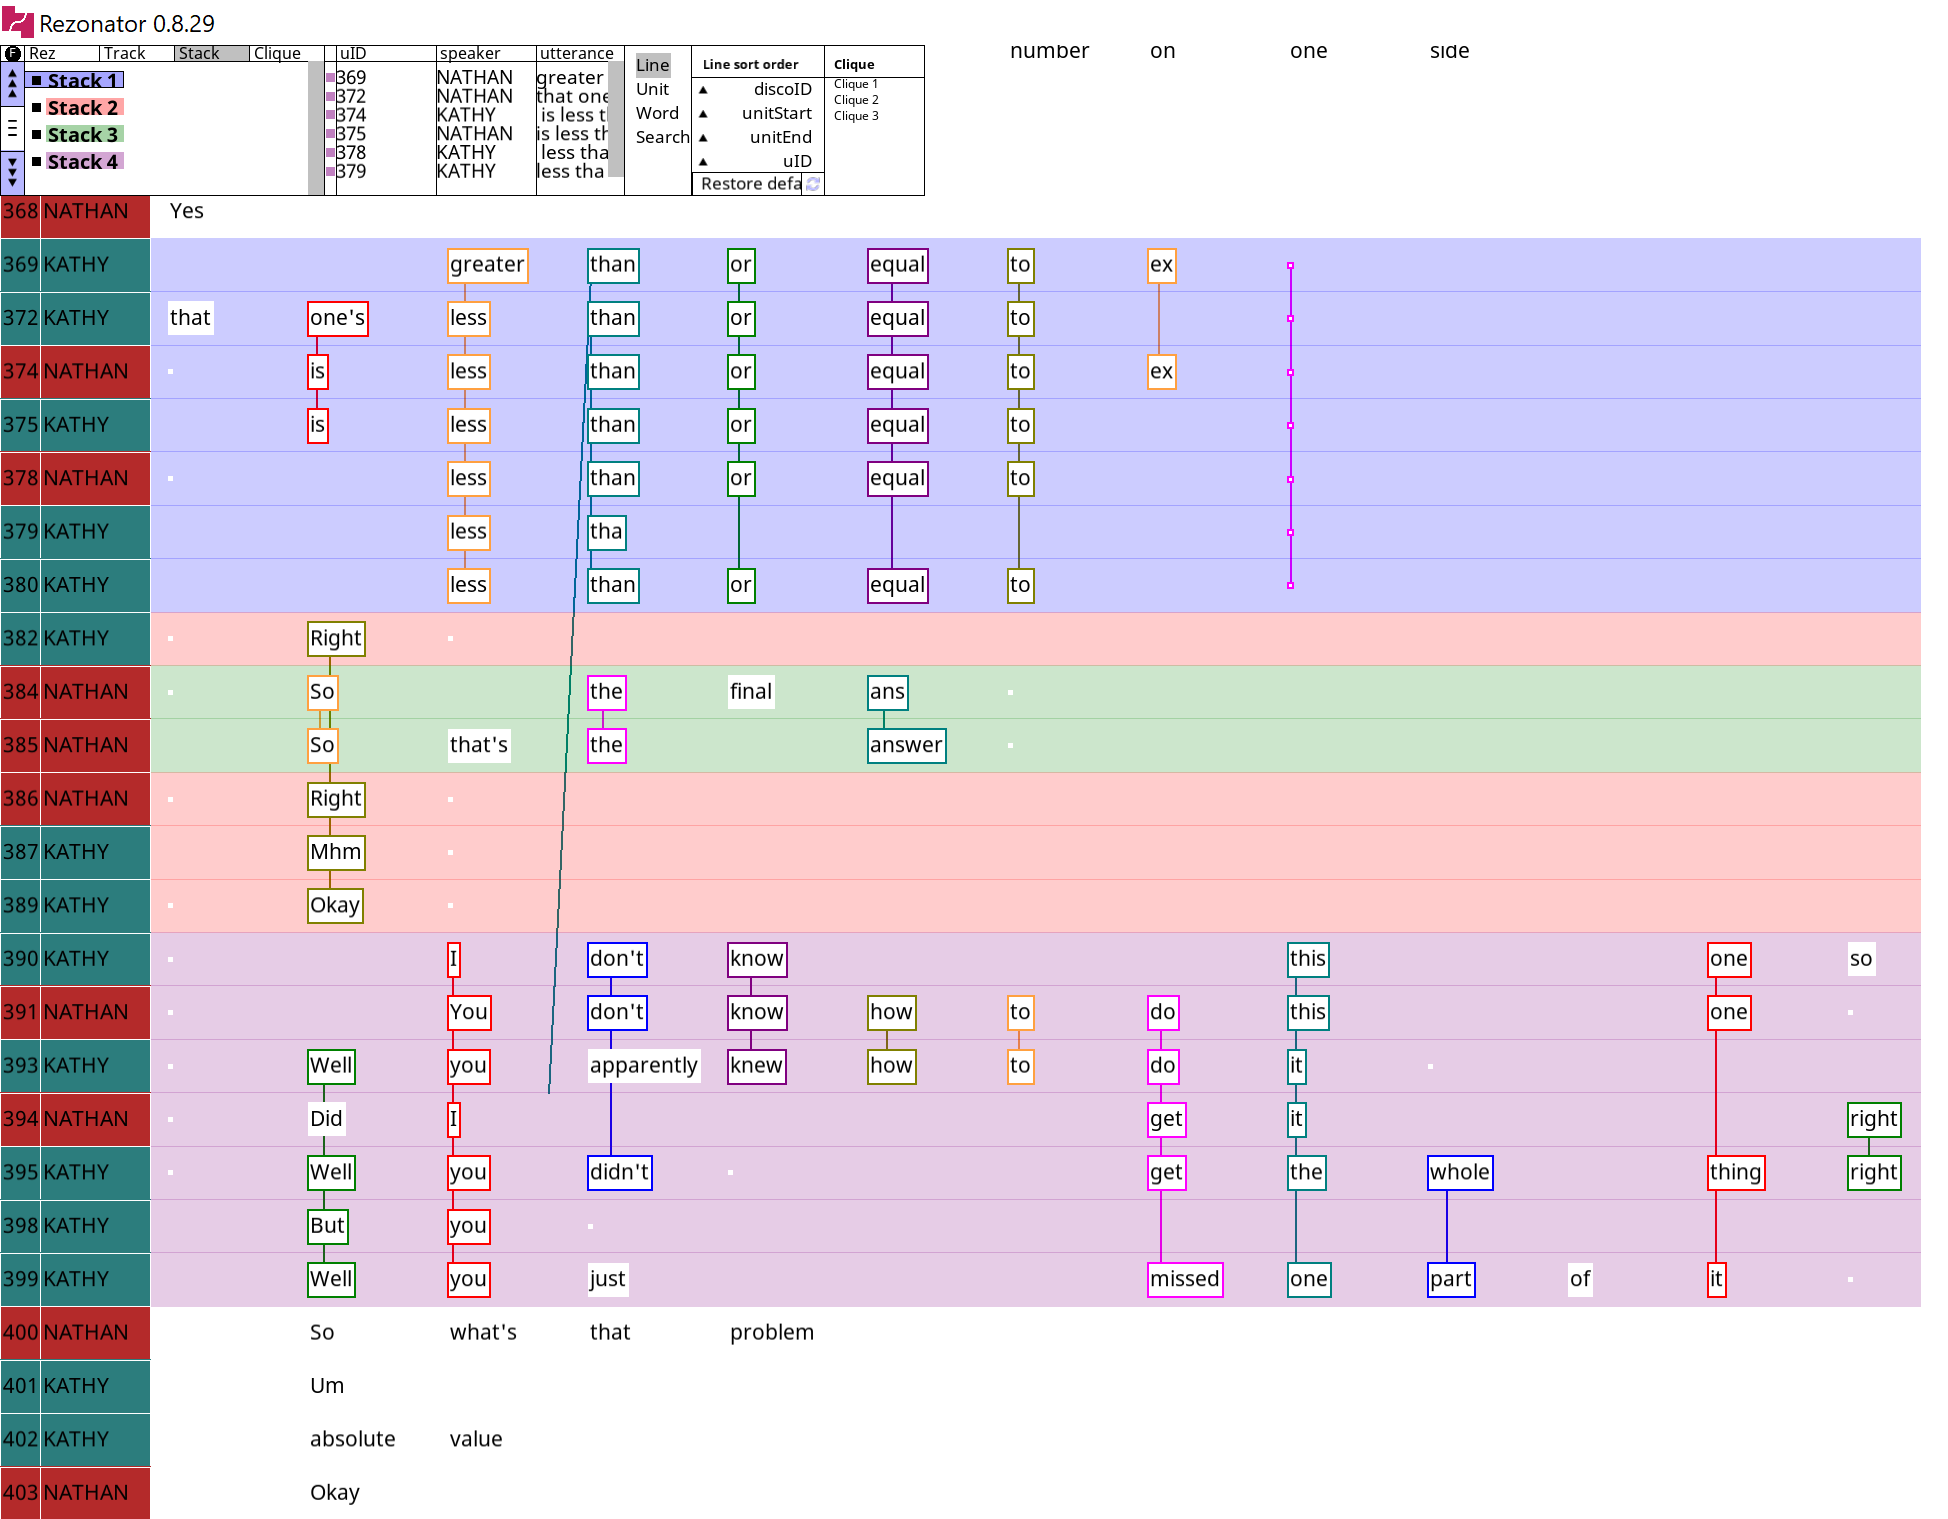 Rezonator 0.8.29
number on one side
Rez Track Stack Clique uID speaker utterance
Stack 1
Stack 2
Stack 3
Stack 4
369 NATHAN greater
372 NATHAN that one
374 KATHY is less t
375 NATHAN is less th
378 KATHY less tha
379 KATHY less tha
Line
Unit
Word
Search
Line sort order
discoID
unitStart
unitEnd
uID
Restore defa
Clique
Clique 1
Clique 2
Clique 3
368 NATHAN Yes
369 KATHY greater than or equal to ex
372 KATHY that one's less than or equal to
374 NATHAN is less than or equal to ex
375 KATHY is less than or equal to
378 NATHAN less than or equal to
379 KATHY less tha
380 KATHY less than or equal to
382 KATHY Right
384 NATHAN So the final ans
385 NATHAN So that's the answer
386 NATHAN Right
387 KATHY Mhm
389 KATHY Okay
390 KATHY I don't know this one so
391 NATHAN You don't know how to do this one
393 KATHY Well you apparently knew how to do it
394 NATHAN Did I get it right
395 KATHY Well you didn't get the whole thing right
398 KATHY But you
399 KATHY Well you just missed one part of it
400 NATHAN So what's that problem
401 KATHY Um
402 KATHY absolute value
403 NATHAN Okay